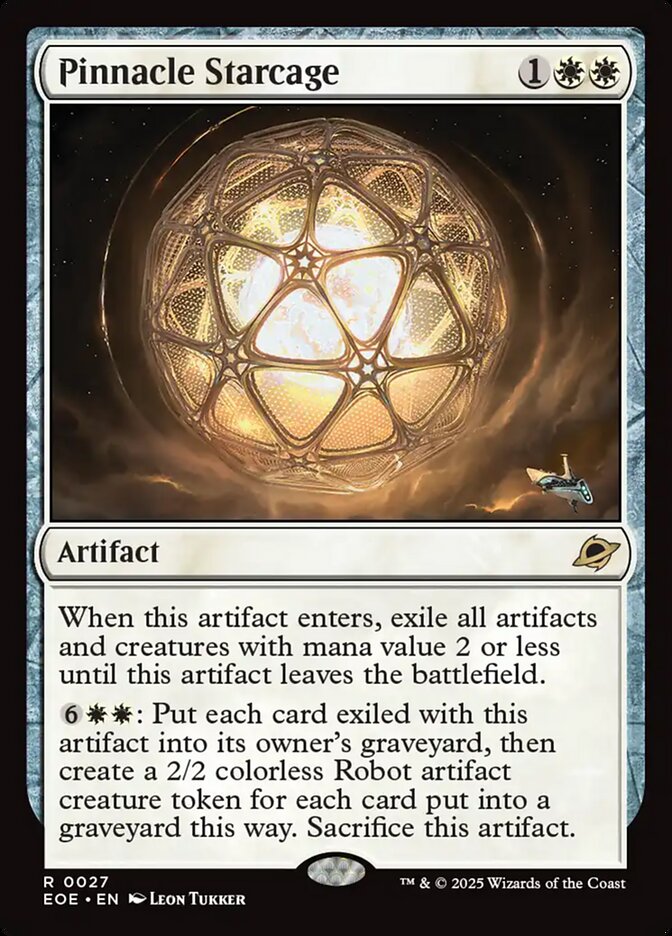 Pinnacle Starcage 1
Artifact
When this artifact enters, exile all artifacts
and creatures with mana value 2 or less
until this artifact leaves the battlefield.
6: Put each card exiled with this
artifact into its owner's graveyard, then
create a 2/2 colorless Robot artifact
creature token for each card put into a
graveyard this way. Sacrifice this artifact.
R 0027
EOE • EN Leon Tukker
™ & © 2025 Wizards of the Coast